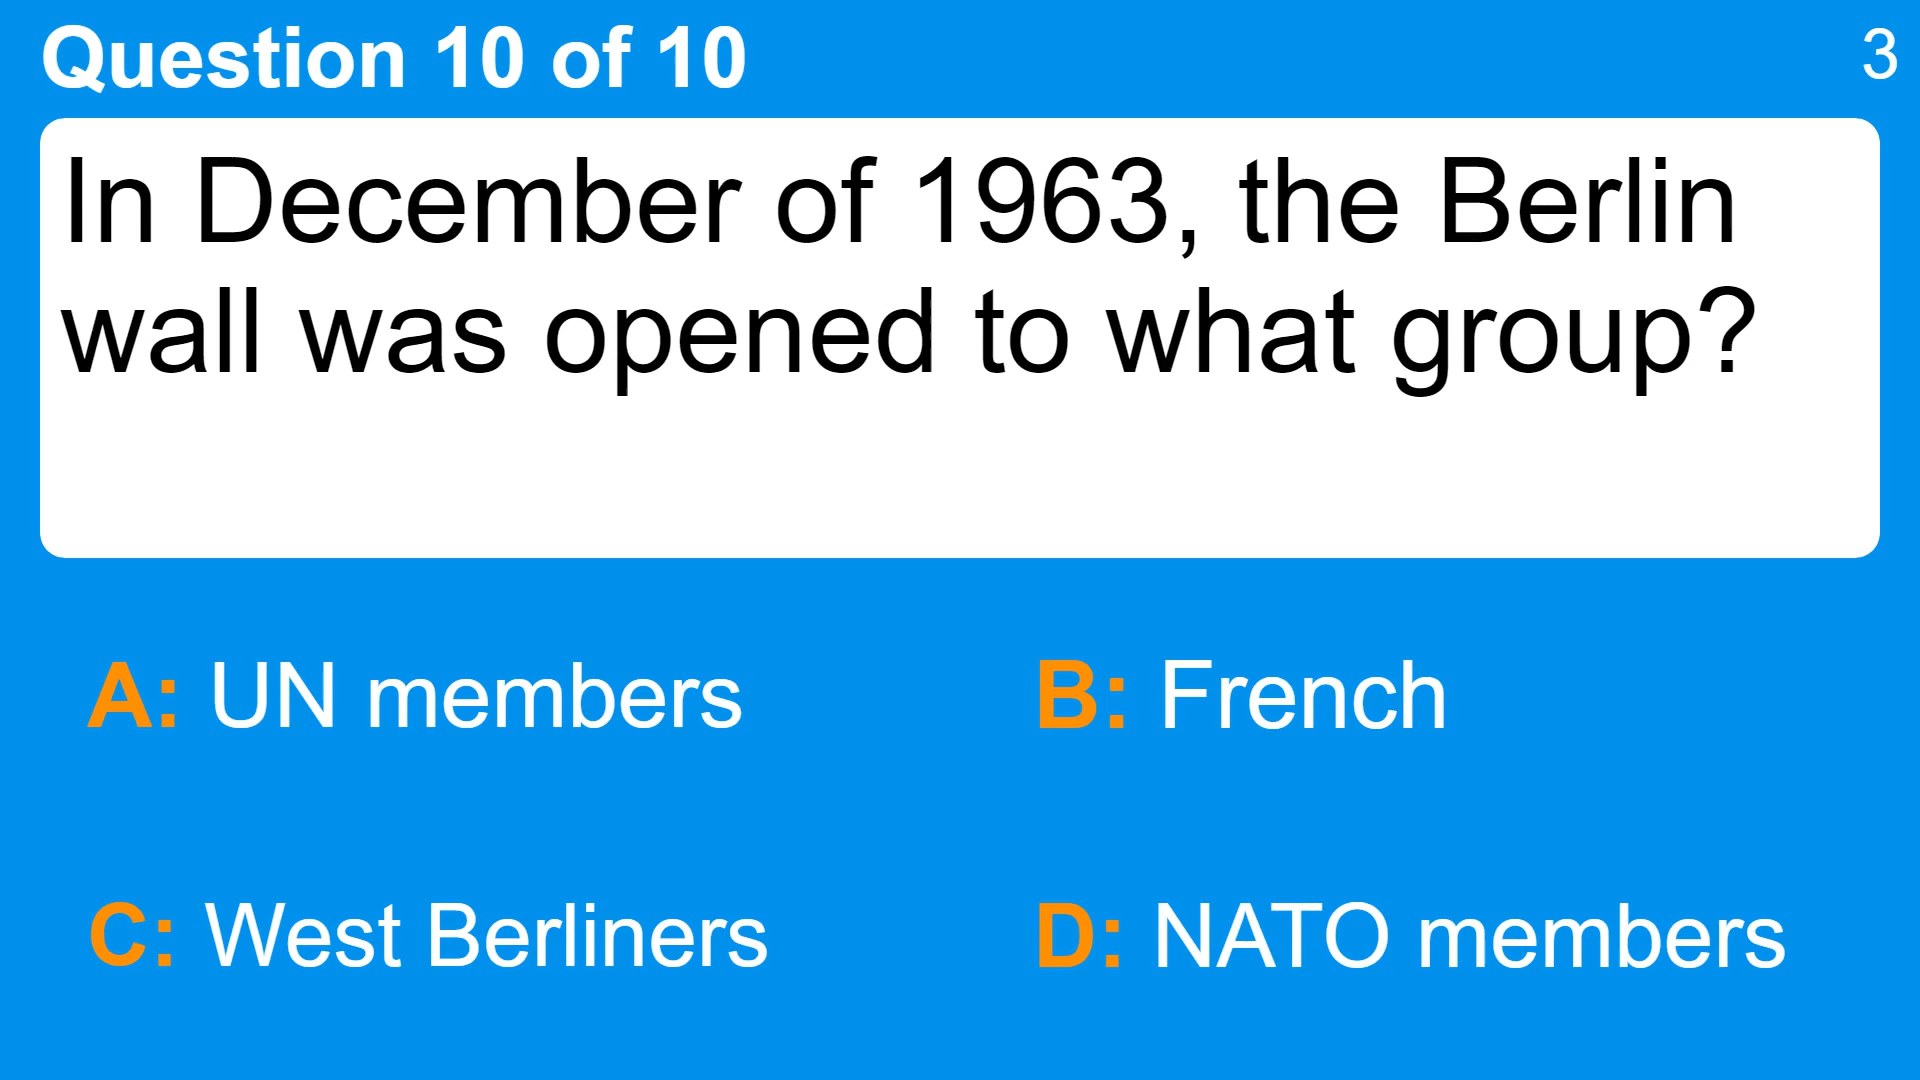 Question 10 of 10
3
In December of 1963, the Berlin
wall was opened to what group?
A: UN members
B: French
C: West Berliners
D: NATO members